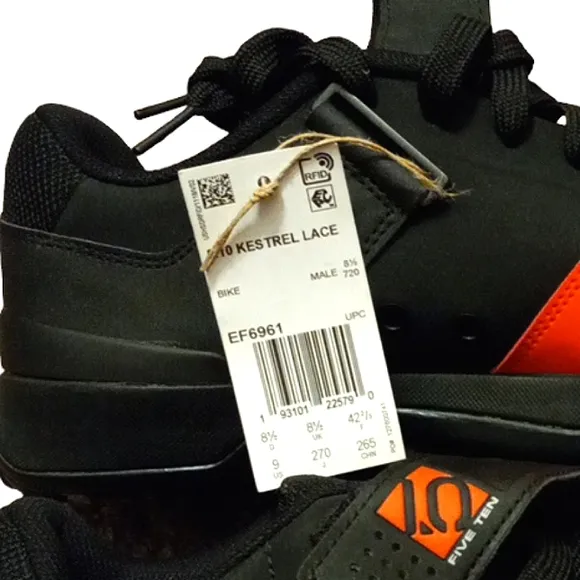 RFID
10 KESTREL LACE
MALE 8½ 720
BIKE
UPC
EF6961
1 93101 22579 0
8½ 8½ 42⅔
D UK F
9 270 265
US J CHN
FIVE TEN